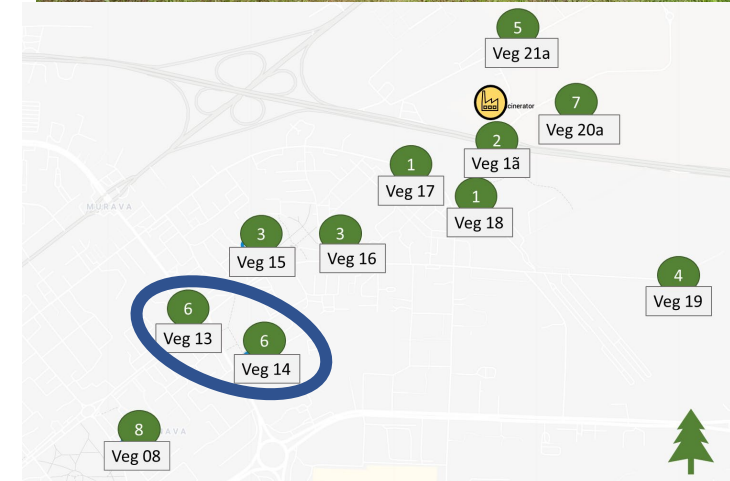 5
Veg 21a
cinerator
7
Veg 20a
2
Veg 1ã
1
Veg 17
1
Veg 18
MURAVA
3
Veg 15
3
Veg 16
4
Veg 19
6
Veg 13
6
Veg 14
8
AVA
Veg 08